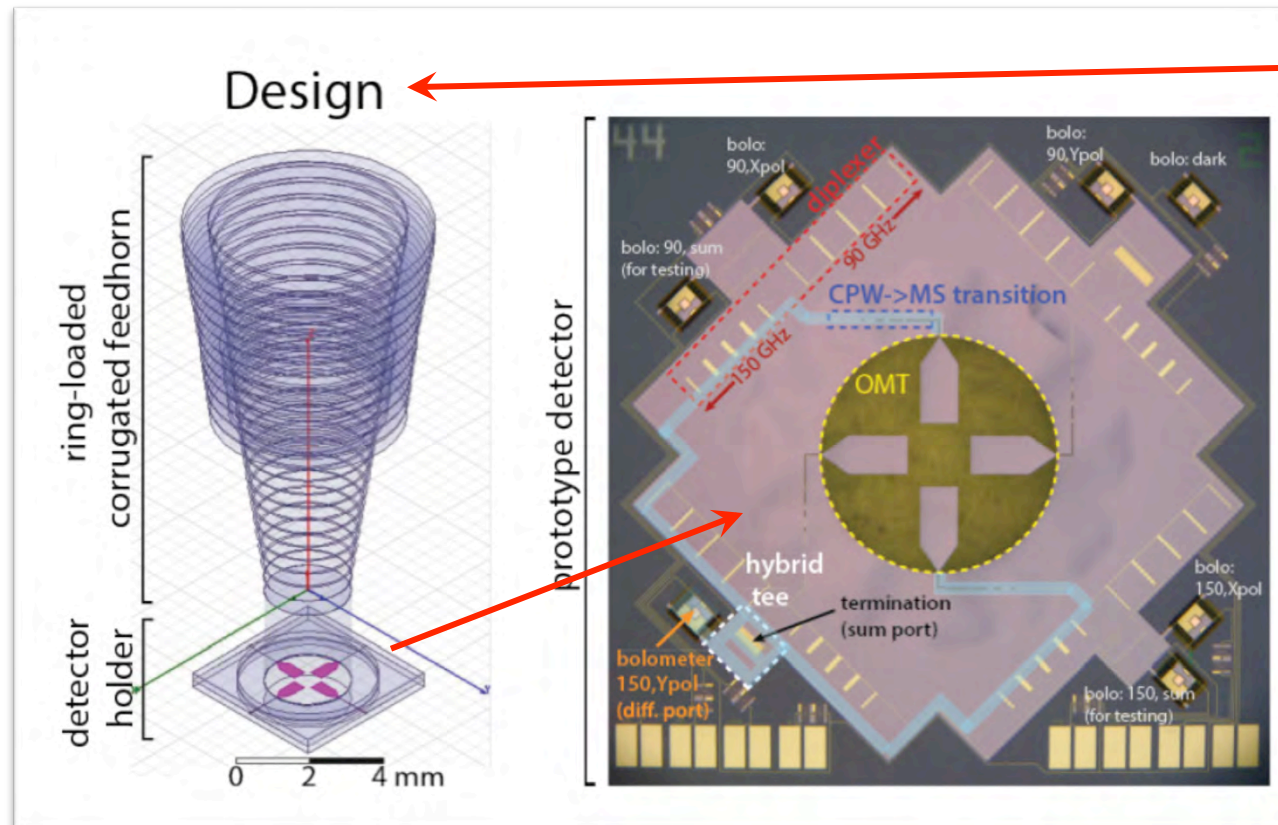 Design
ring-loaded
corrugated feedhorn
detector
holder
0 2 4 mm
prototype detector
44
2
bolo:
90,Xpol
bolo:
90,Ypol
bolo: dark
diplexer
bolo: 90, sum
(for testing)
90 GHz
CPW->MS transition
150 GHz
OMT
hybrid
tee
termination
(sum port)
bolo:
150,Xpol
bolometer
150,Ypol –
(diff. port)
bolo: 150, sum
(for testing)